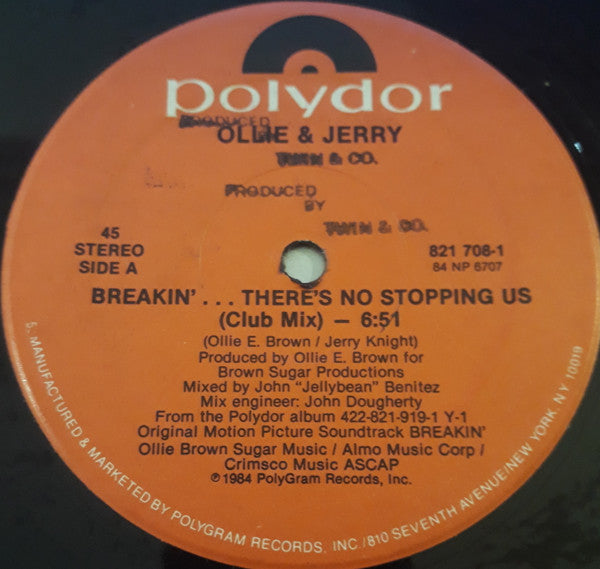 polydor
PRODUCED
OLLIE & JERRY
TWIN & CO.
PRODUCED
BY
TWIN & CO.
45
STEREO
SIDE A
821 708-1
84 NP 6707
BREAKIN' . . . THERE'S NO STOPPING US
(Club Mix) — 6:51
(Ollie E. Brown / Jerry Knight)
Produced by Ollie E. Brown for
Brown Sugar Productions
Mixed by John "Jellybean" Benitez
Mix engineer: John Dougherty
From the Polydor album 422-821-919-1 Y-1
Original Motion Picture Soundtrack BREAKIN'
Ollie Brown Sugar Music / Almo Music Corp /
Crimsco Music ASCAP
℗ 1984 PolyGram Records, Inc.
5. MANUFACTURED & MARKETED BY POLYGRAM RECORDS, INC./810 SEVENTH AVENUE/NEW YORK, NY 10019